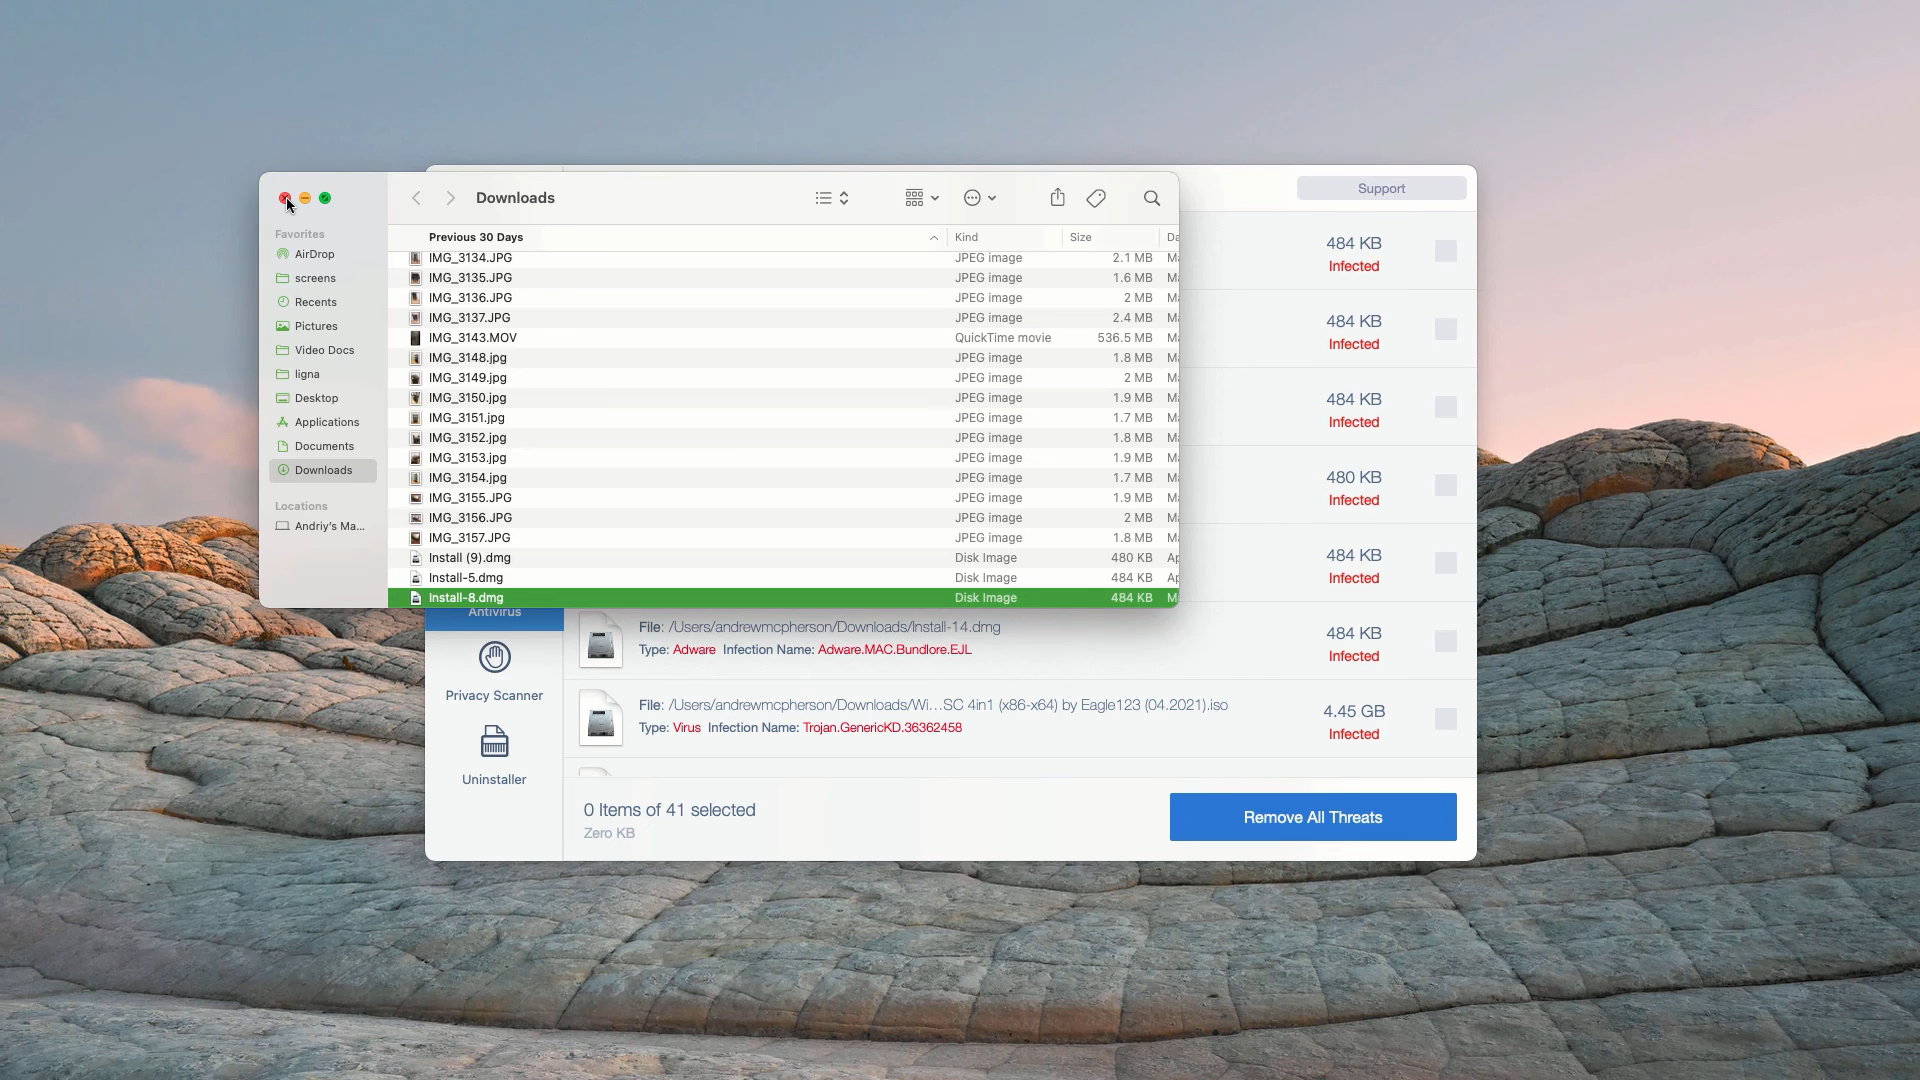 Support
Downloads
Favorites
AirDrop
screens
Recents
Pictures
Video Docs
ligna
Desktop
Applications
Documents
Downloads
Locations
Andriy's Ma...
Previous 30 Days Kind Size
IMG_3134.JPG JPEG image 2.1 MB
IMG_3135.JPG JPEG image 1.6 MB
IMG_3136.JPG JPEG image 2 MB
IMG_3137.JPG JPEG image 2.4 MB
IMG_3143.MOV QuickTime movie 536.5 MB
IMG_3148.jpg JPEG image 1.8 MB
IMG_3149.jpg JPEG image 2 MB
IMG_3150.jpg JPEG image 1.9 MB
IMG_3151.jpg JPEG image 1.7 MB
IMG_3152.jpg JPEG image 1.8 MB
IMG_3153.jpg JPEG image 1.9 MB
IMG_3154.jpg JPEG image 1.7 MB
IMG_3155.JPG JPEG image 1.9 MB
IMG_3156.JPG JPEG image 2 MB
IMG_3157.JPG JPEG image 1.8 MB
Install (9).dmg Disk Image 480 KB
Install-5.dmg Disk Image 484 KB
Install-8.dmg Disk Image 484 KB
484 KB
Infected
484 KB
Infected
484 KB
Infected
480 KB
Infected
484 KB
Infected
Antivirus
Privacy Scanner
Uninstaller
File: /Users/andrewmcpherson/Downloads/Install-14.dmg
Type: Adware Infection Name: Adware.MAC.Bundlore.EJL
484 KB
Infected
File: /Users/andrewmcpherson/Downloads/Wi...SC 4in1 (x86-x64) by Eagle123 (04.2021).iso
Type: Virus Infection Name: Trojan.GenericKD.36362458
4.45 GB
Infected
0 Items of 41 selected
Zero KB
Remove All Threats